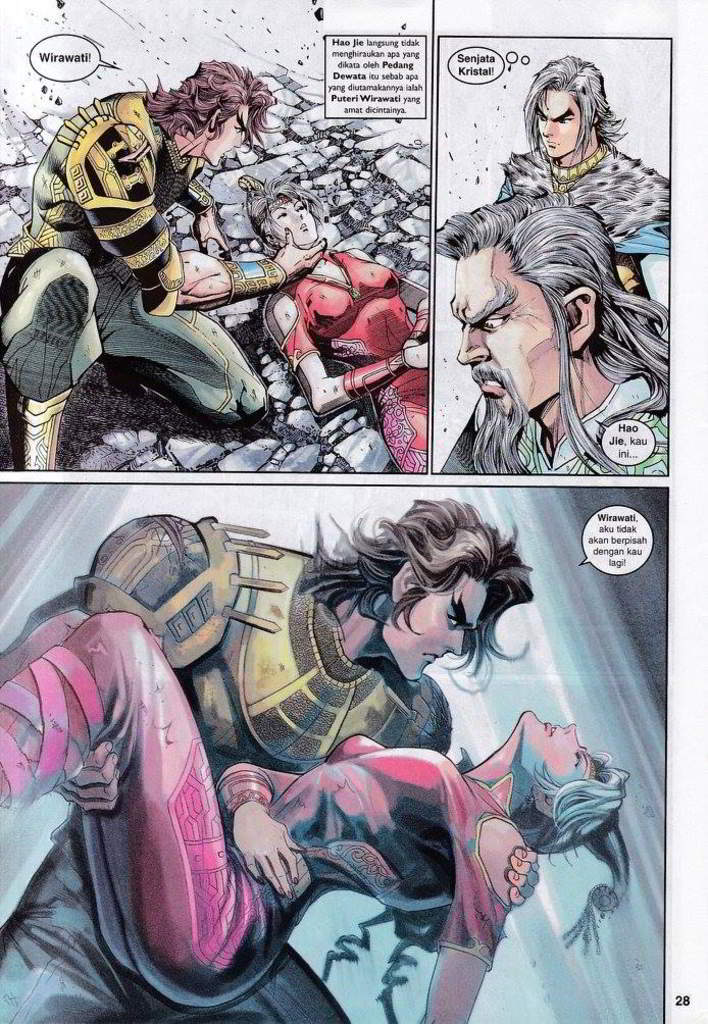 Wirawati!
Hao Jie langsung tidak
menghiraukan apa yang
dikata oleh Pedang
Dewata itu sebab apa
yang diutamakannya ialah
Puteri Wirawati yang
amat dicintainya.
Senjata
Kristal!
Hao
Jie, kau
ini...
Wirawati,
aku tidak
akan berpisah
dengan kau
lagi!
28